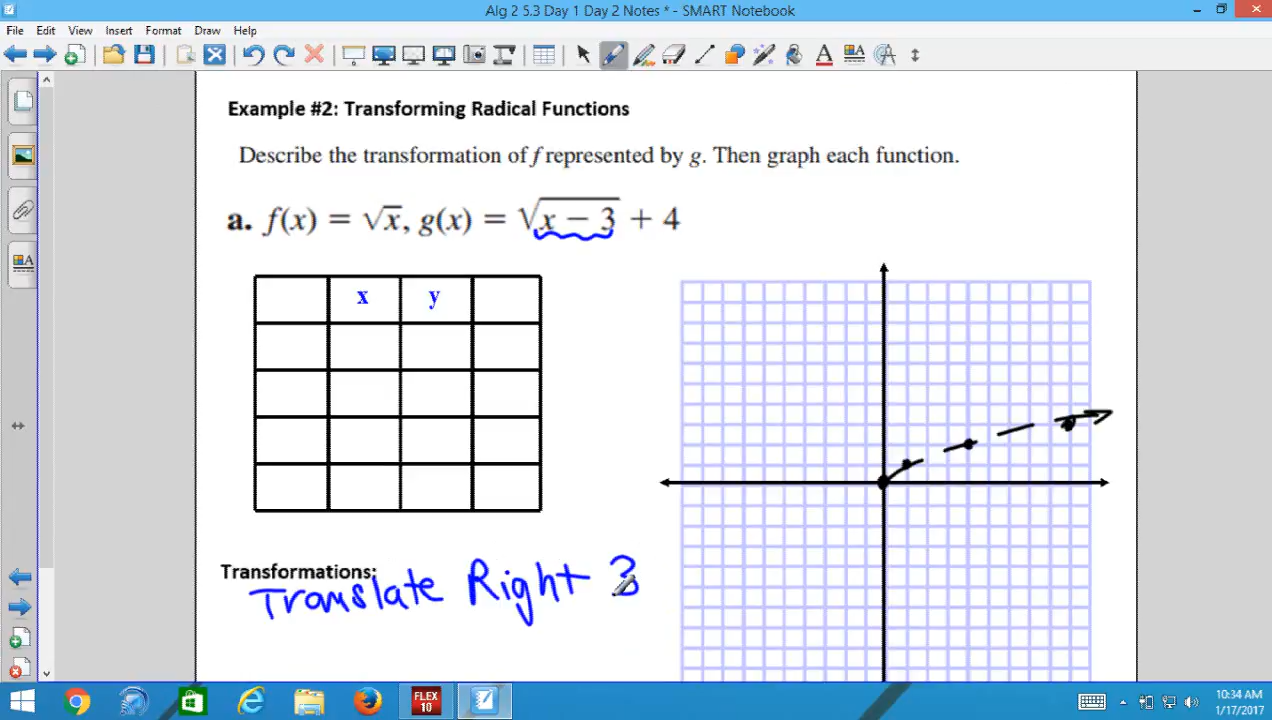 Alg 2 5.3 Day 1 Day 2 Notes * - SMART Notebook
File Edit View Insert Format Draw Help
Example #2: Transforming Radical Functions
Describe the transformation of f represented by g. Then graph each function.
a. f(x) = √x, g(x) = √(x − 3) + 4
x y
Transformations:
Translate Right 3
FLEX 10
10:34 AM
1/17/2017